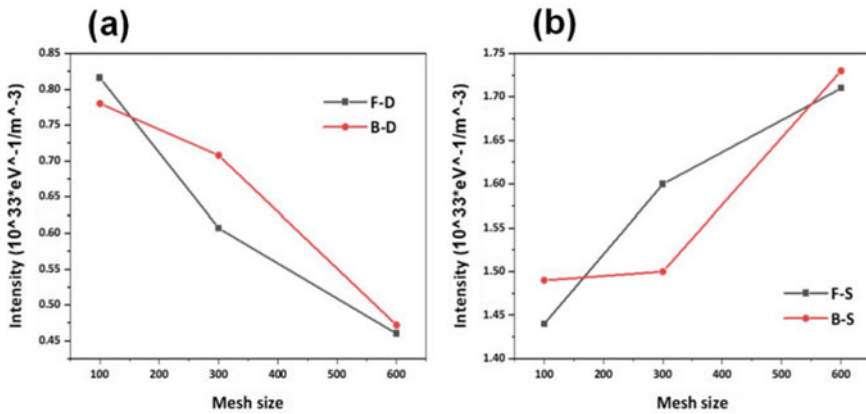 (a)
Intensity (10^33*eV^-1/m^-3)
0.85
0.80
0.75
0.70
0.65
0.60
0.55
0.50
0.45
F-D
B-D
100 200 300 400 500 600
Mesh size
(b)
Intensity (10^33*eV^-1/m^-3)
1.75
1.70
1.65
1.60
1.55
1.50
1.45
1.40
F-S
B-S
100 200 300 400 500 600
Mesh size